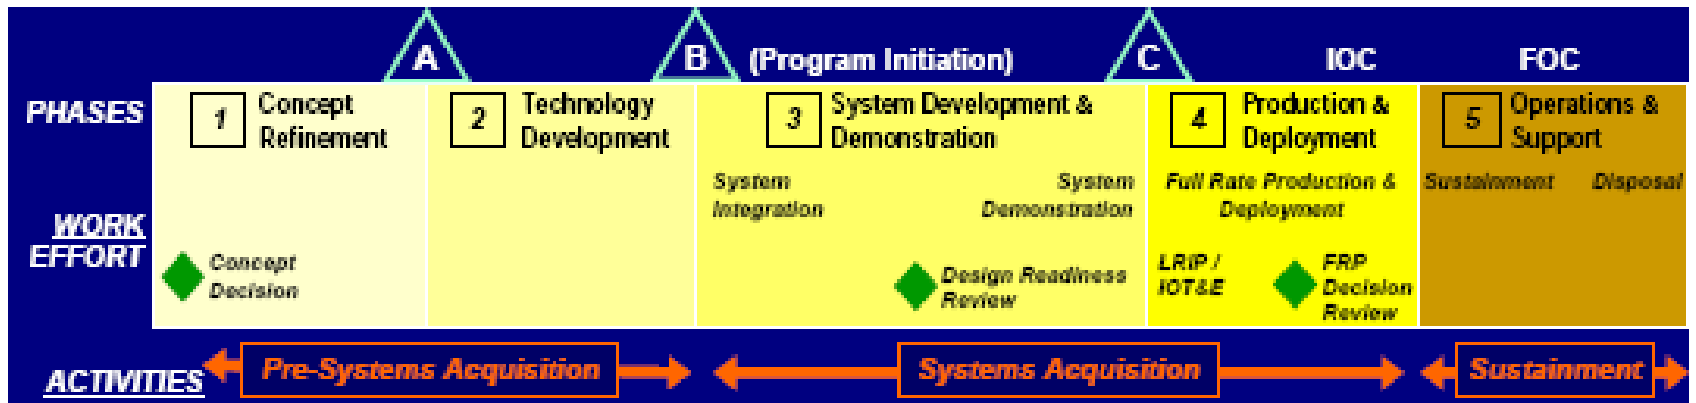 A
B
(Program Initiation)
C
IOC
FOC
PHASES
1
Concept
Refinement
2
Technology
Development
3
System Development &
Demonstration
4
Production &
Deployment
5
Operations &
Support
WORK
EFFORT
System
Integration
System
Demonstration
Full Rate Production &
Deployment
Sustainment
Disposal
Concept
Decision
Design Readiness
Review
LRIP /
IOT&E
FRP
Decision
Review
ACTIVITIES
Pre-Systems Acquisition
Systems Acquisition
Sustainment